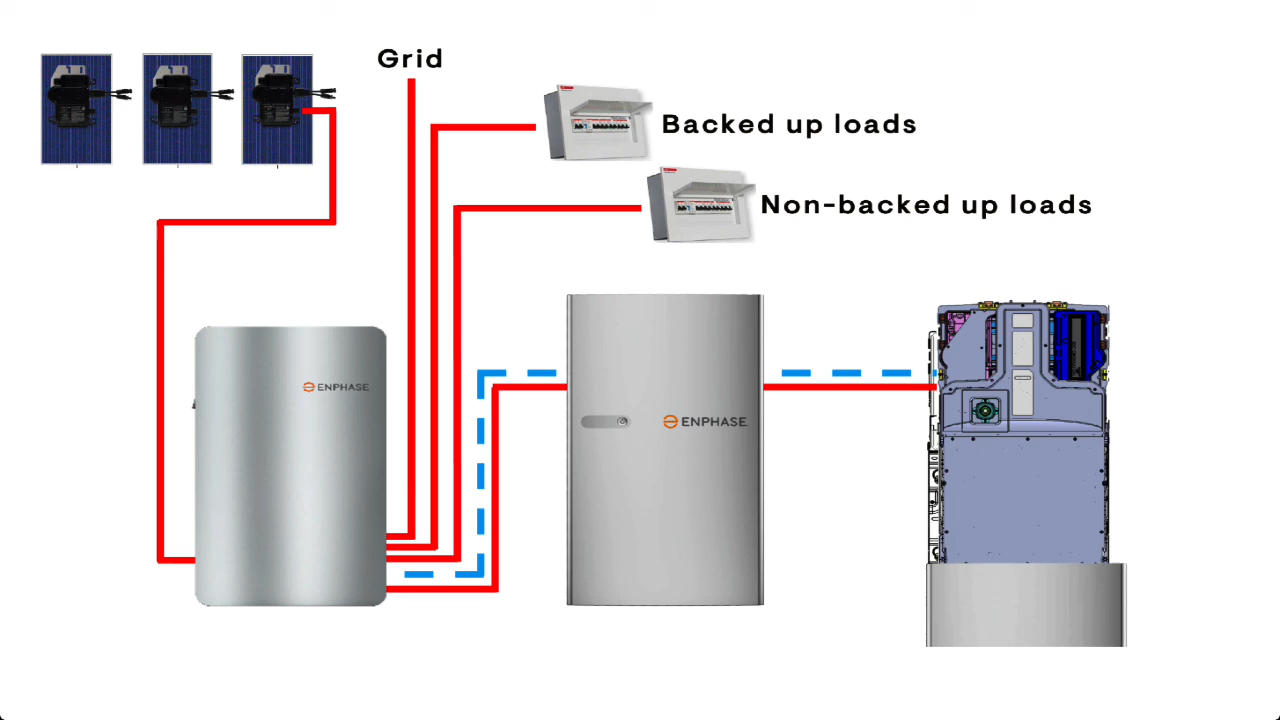 Grid
Backed up loads
Non-backed up loads
ENPHASE
ENPHASE